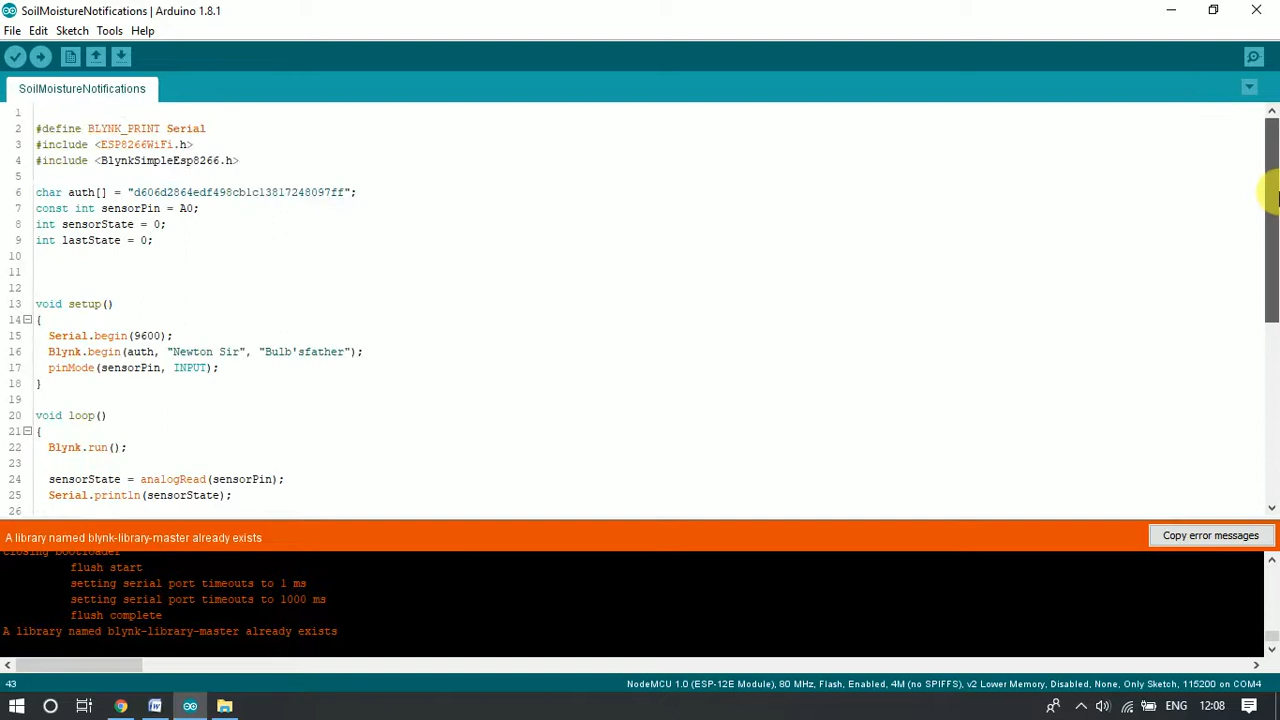 SoilMoistureNotifications | Arduino 1.8.1
File Edit Sketch Tools Help
SoilMoistureNotifications
1
2 #define BLYNK_PRINT Serial
3 #include <ESP8266WiFi.h>
4 #include <BlynkSimpleEsp8266.h>
5
6 char auth[] = "d606d2864edf498cb1c13817248097ff";
7 const int sensorPin = A0;
8 int sensorState = 0;
9 int lastState = 0;
10
11
12
13 void setup()
14 {
15 Serial.begin(9600);
16 Blynk.begin(auth, "Newton Sir", "Bulb'sfather");
17 pinMode(sensorPin, INPUT);
18 }
19
20 void loop()
21 {
22 Blynk.run();
23
24 sensorState = analogRead(sensorPin);
25 Serial.println(sensorState);
26
A library named blynk-library-master already exists
Copy error messages
closing bootloader
flush start
setting serial port timeouts to 1 ms
setting serial port timeouts to 1000 ms
flush complete
A library named blynk-library-master already exists
43
NodeMCU 1.0 (ESP-12E Module), 80 MHz, Flash, Enabled, 4M (no SPIFFS), v2 Lower Memory, Disabled, None, Only Sketch, 115200 on COM4
ENG 12:08